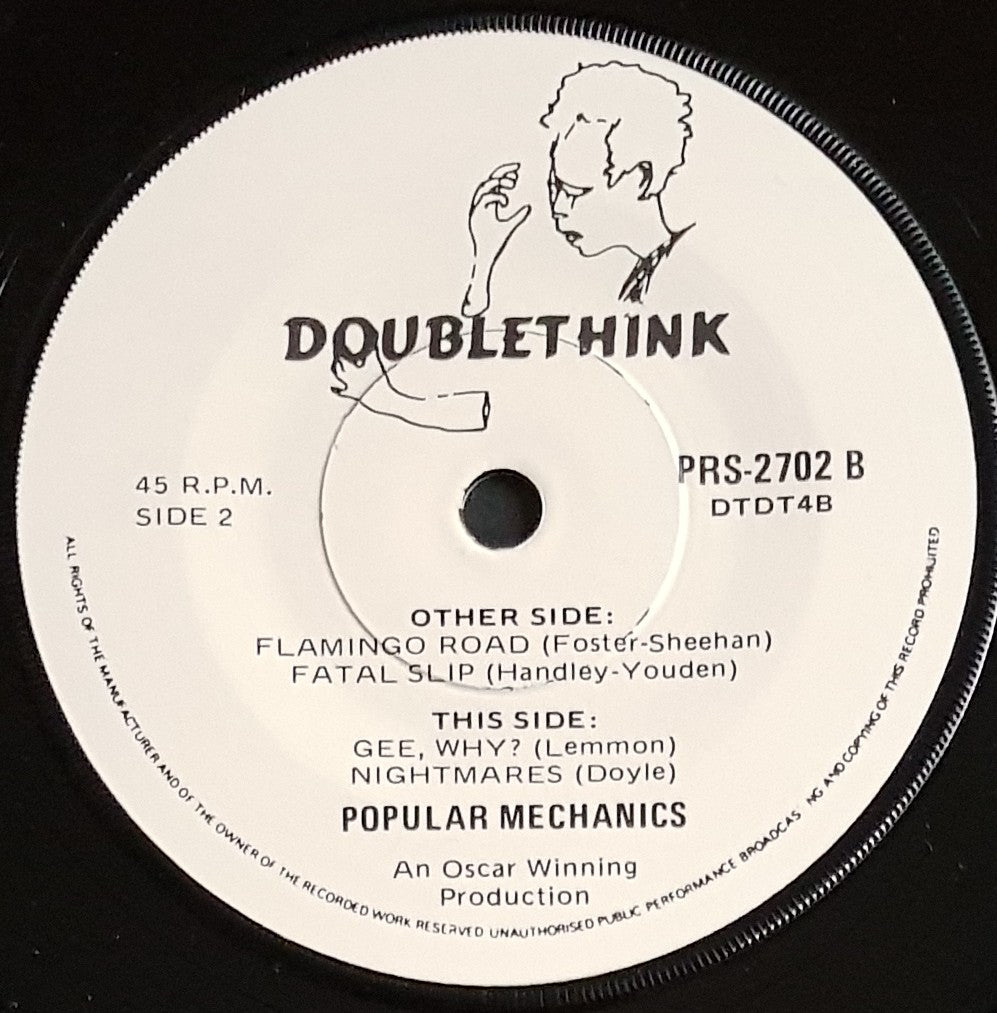 DOUBLETHINK
45 R.P.M.
SIDE 2
PRS-2702 B
DTDT4B
OTHER SIDE:
FLAMINGO ROAD (Foster-Sheehan)
FATAL SLIP (Handley-Youden)
THIS SIDE:
GEE, WHY? (Lemmon)
NIGHTMARES (Doyle)
POPULAR MECHANICS
An Oscar Winning
Production
ALL RIGHTS OF THE MANUFACTURER AND OF THE OWNER OF THE RECORDED WORK RESERVED UNAUTHORISED PUBLIC PERFORMANCE BROADCAS NG AND COPYING OF THIS RECORD PROHIBITED